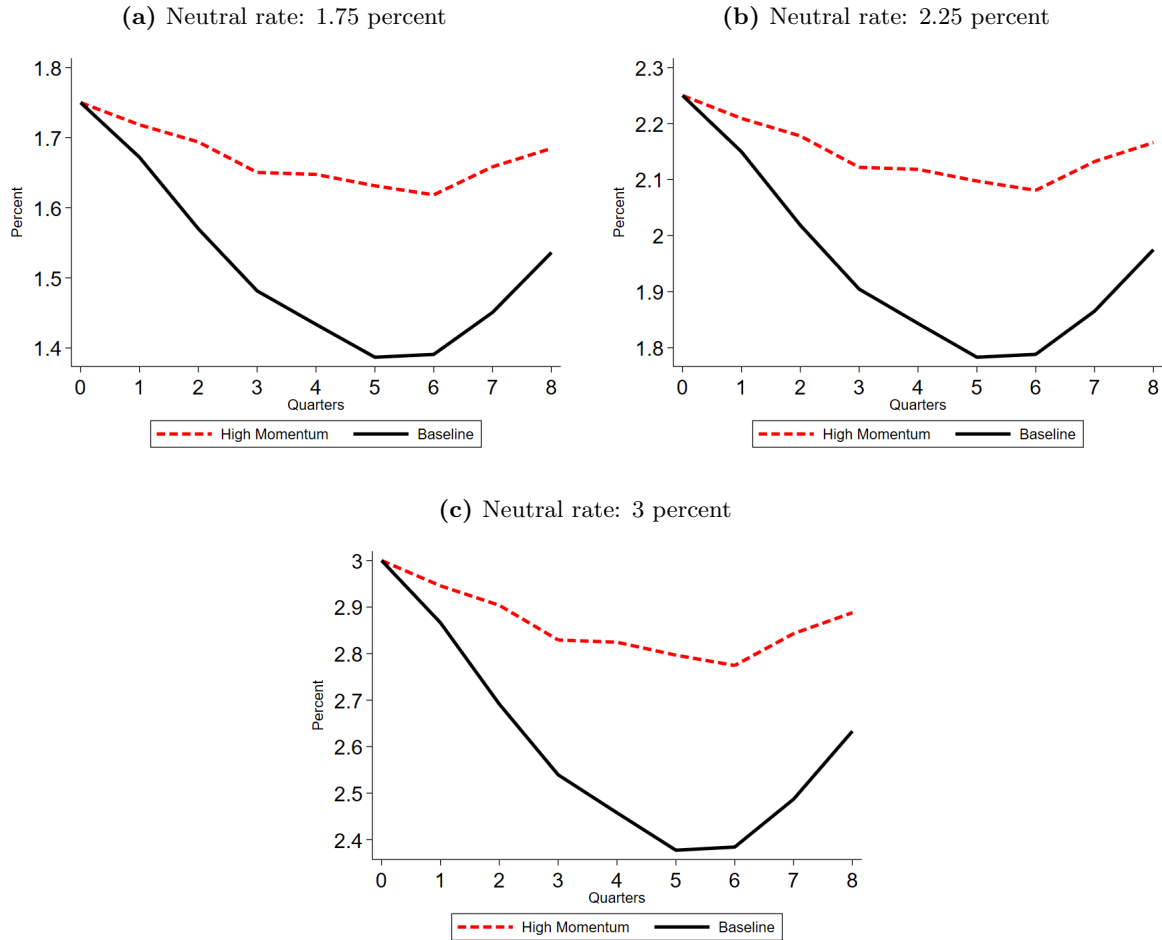 (a) Neutral rate: 1.75 percent
1.8
1.7
1.6
1.5
1.4
Percent
0 1 2 3 4 5 6 7 8
Quarters
High Momentum Baseline
(b) Neutral rate: 2.25 percent
2.3
2.2
2.1
2
1.9
1.8
Percent
0 1 2 3 4 5 6 7 8
Quarters
High Momentum Baseline
(c) Neutral rate: 3 percent
3
2.9
2.8
2.7
2.6
2.5
2.4
Percent
0 1 2 3 4 5 6 7 8
Quarters
High Momentum Baseline